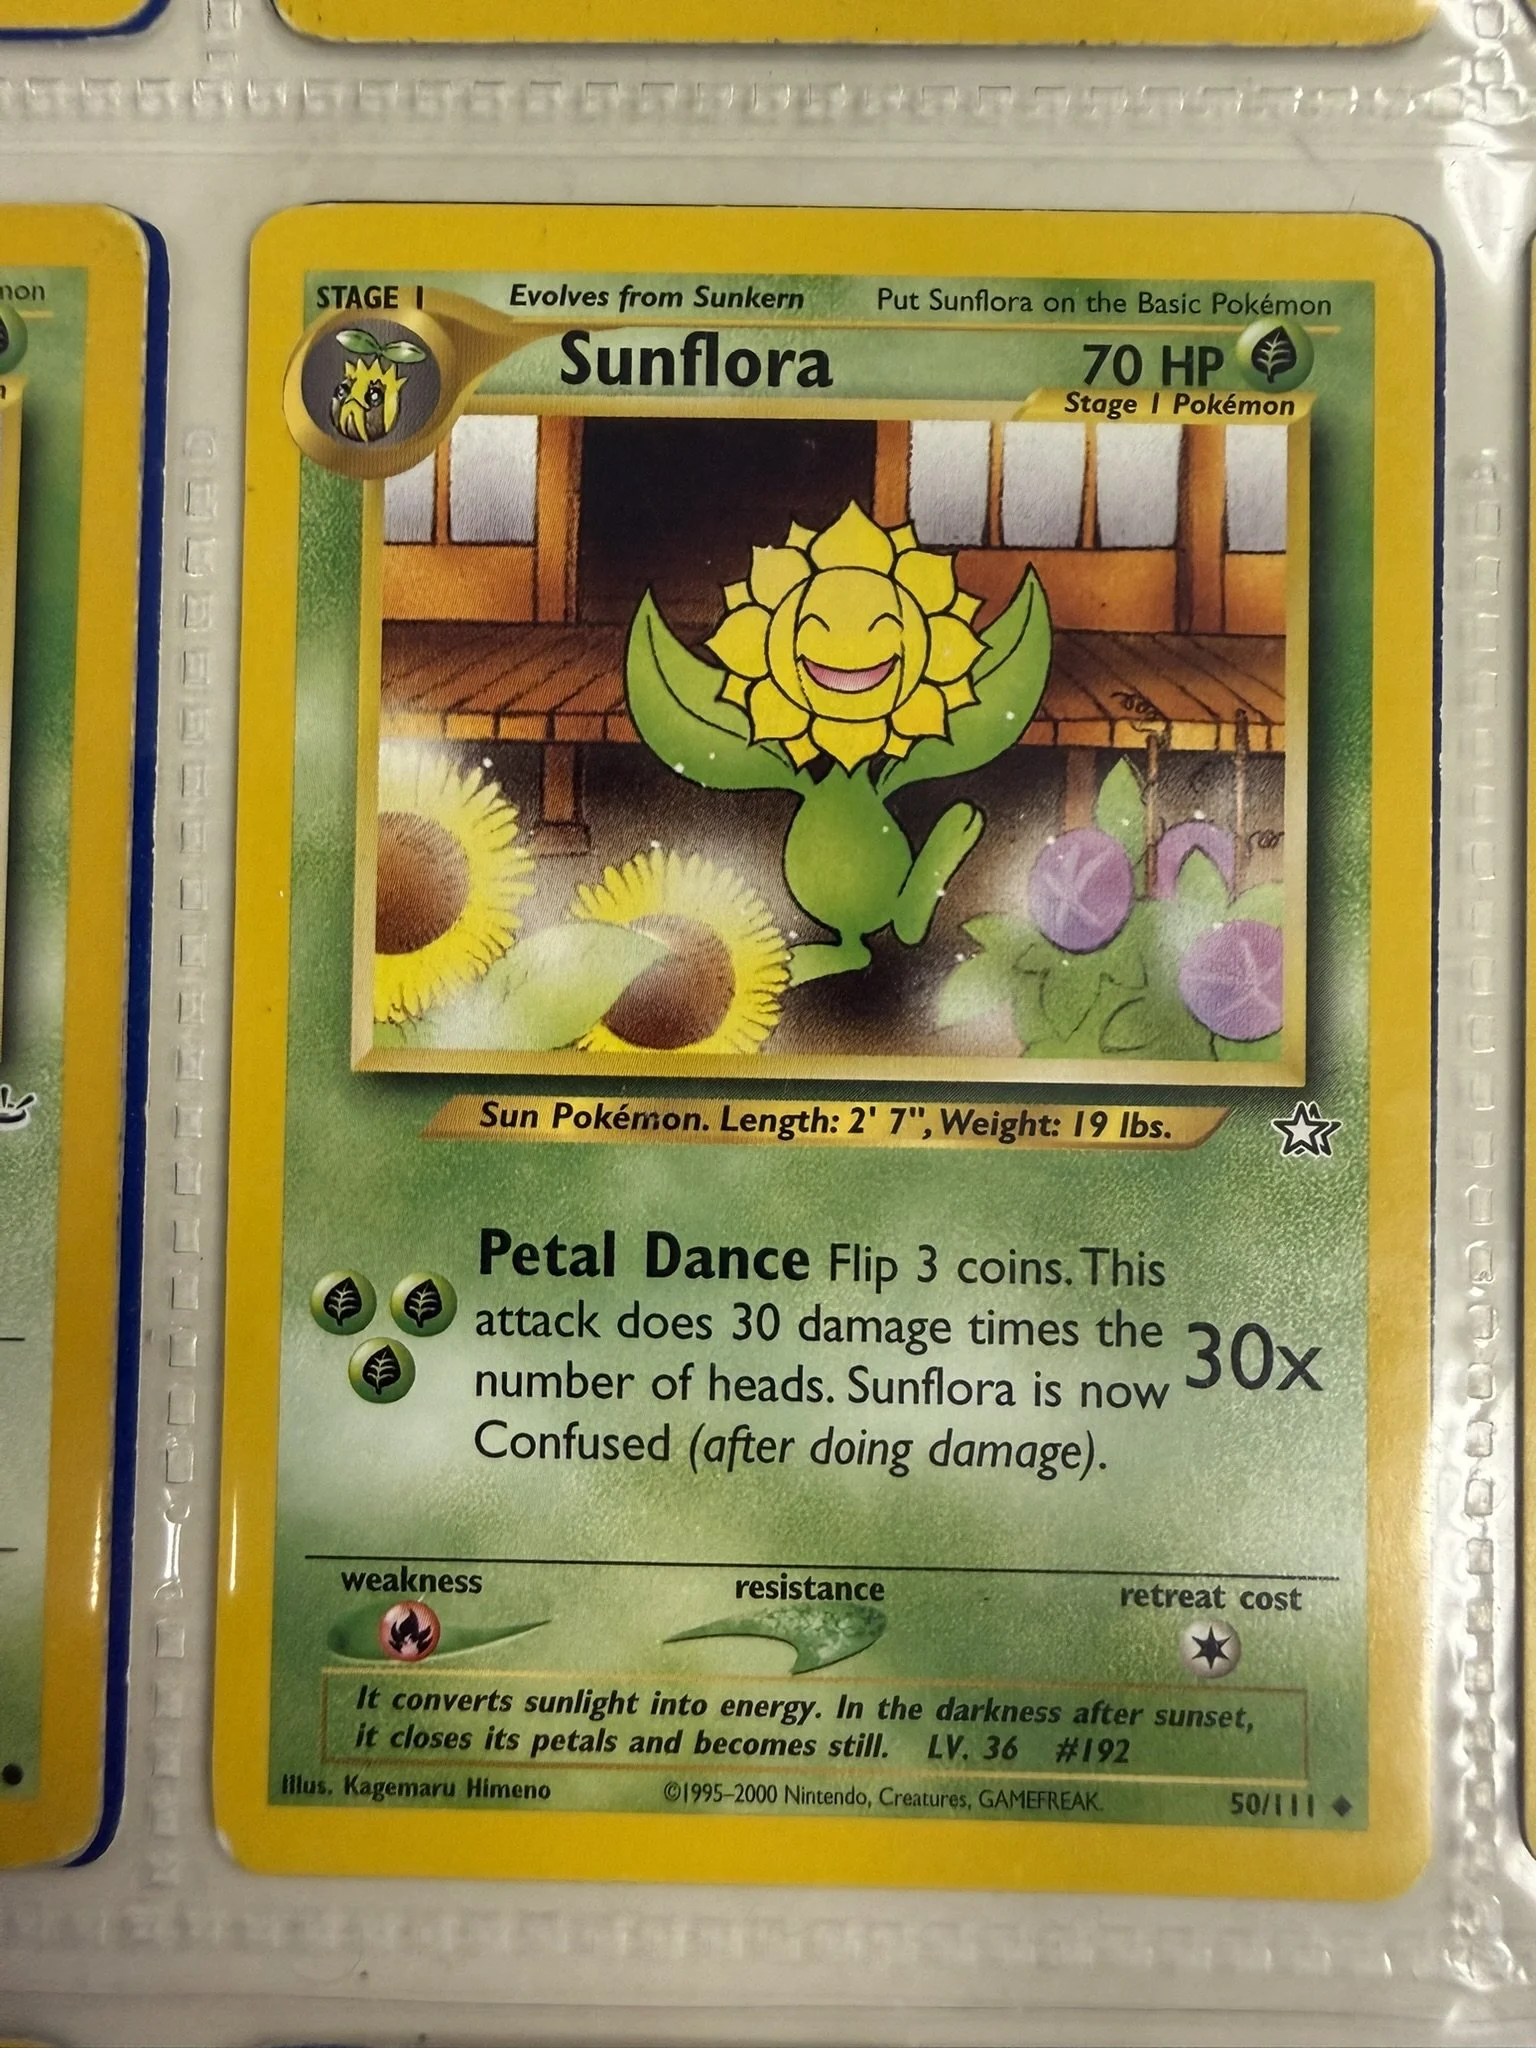 STAGE 1 Evolves from Sunkern Put Sunflora on the Basic Pokémon
Sunflora 70 HP
Stage 1 Pokémon
Sun Pokémon. Length: 2' 7", Weight: 19 lbs.
Petal Dance Flip 3 coins. This
attack does 30 damage times the
number of heads. Sunflora is now
Confused (after doing damage).
30x
weakness resistance retreat cost
It converts sunlight into energy. In the darkness after sunset,
it closes its petals and becomes still. LV. 36 #192
Illus. Kagemaru Himeno ©1995–2000 Nintendo, Creatures, GAMEFREAK. 50/111